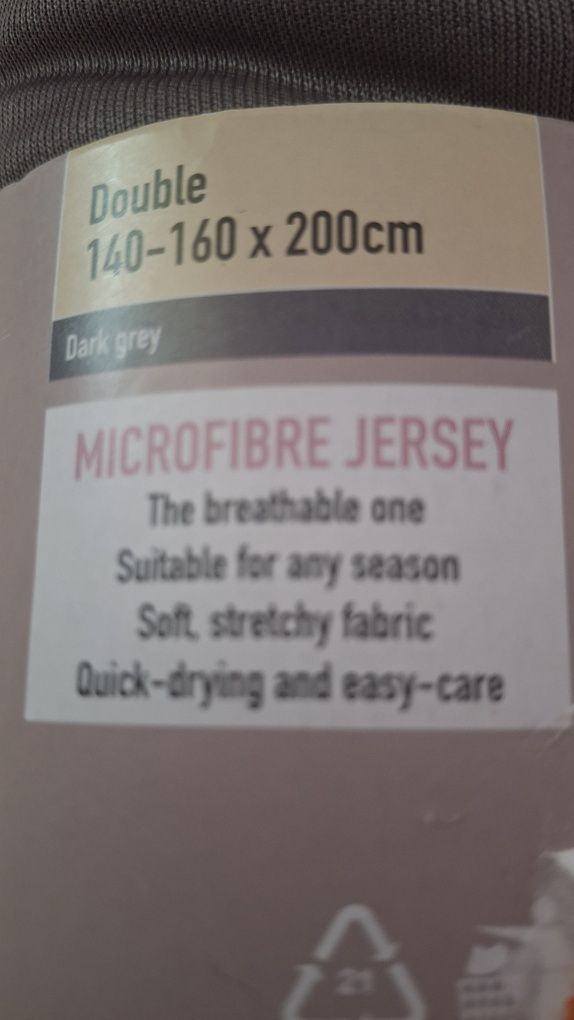 Double
140-160 x 200cm
Dark grey
MICROFIBRE JERSEY
The breathable one
Suitable for any season
Soft, stretchy fabric
Quick-drying and easy-care
21